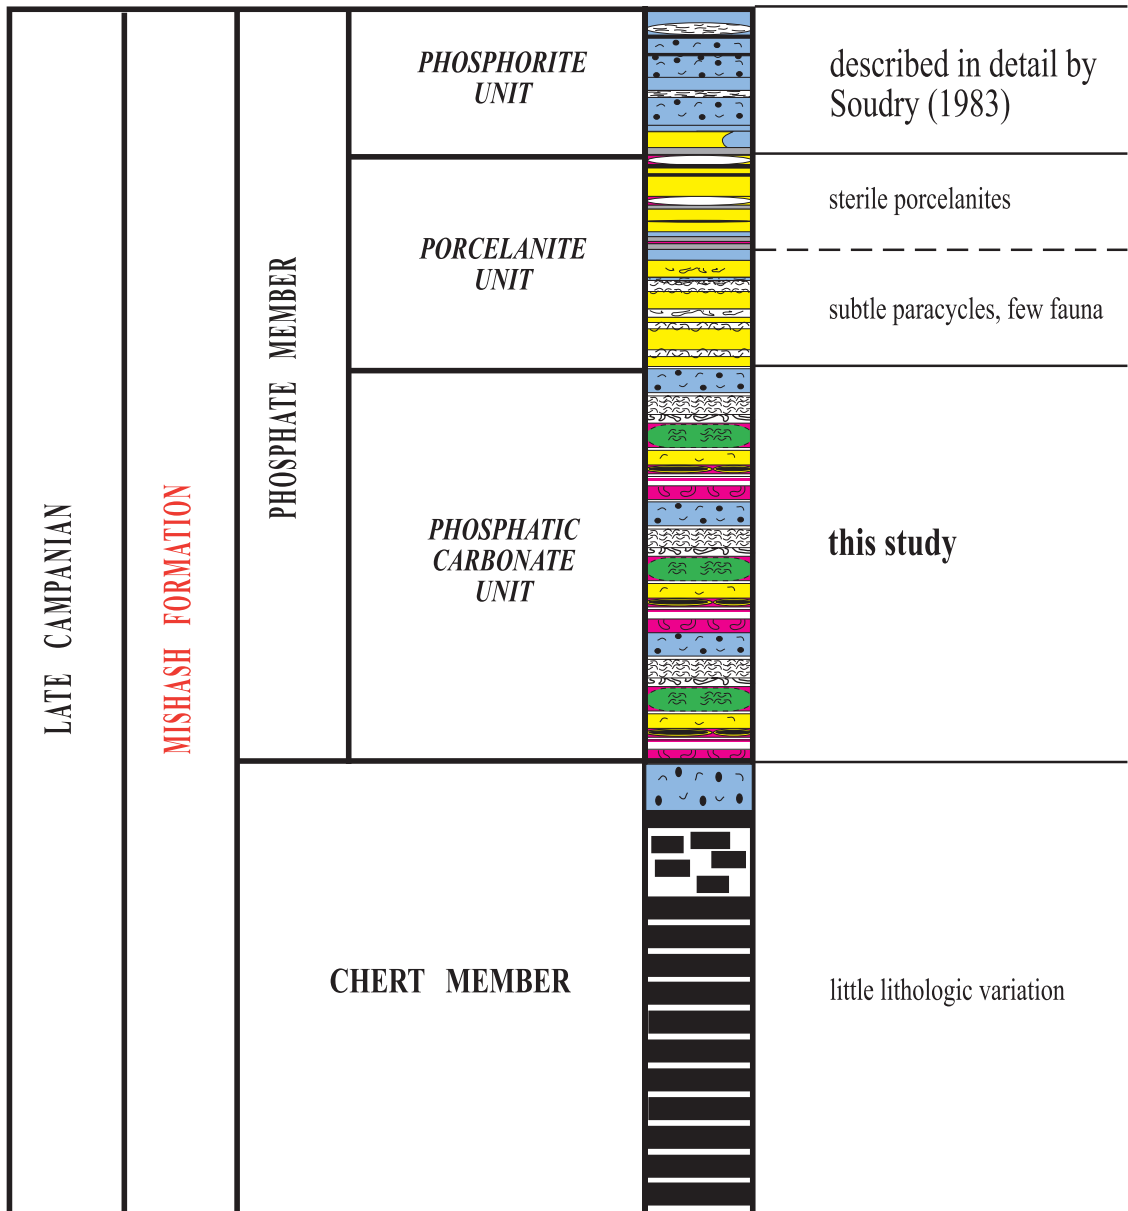 LATE CAMPANIAN
MISHASH FORMATION
PHOSPHATE MEMBER
PHOSPHORITE
UNIT
described in detail by
Soudry (1983)
PORCELANITE
UNIT
sterile porcelanites
subtle paracycles, few fauna
PHOSPHATIC
CARBONATE
UNIT
this study
CHERT MEMBER
little lithologic variation